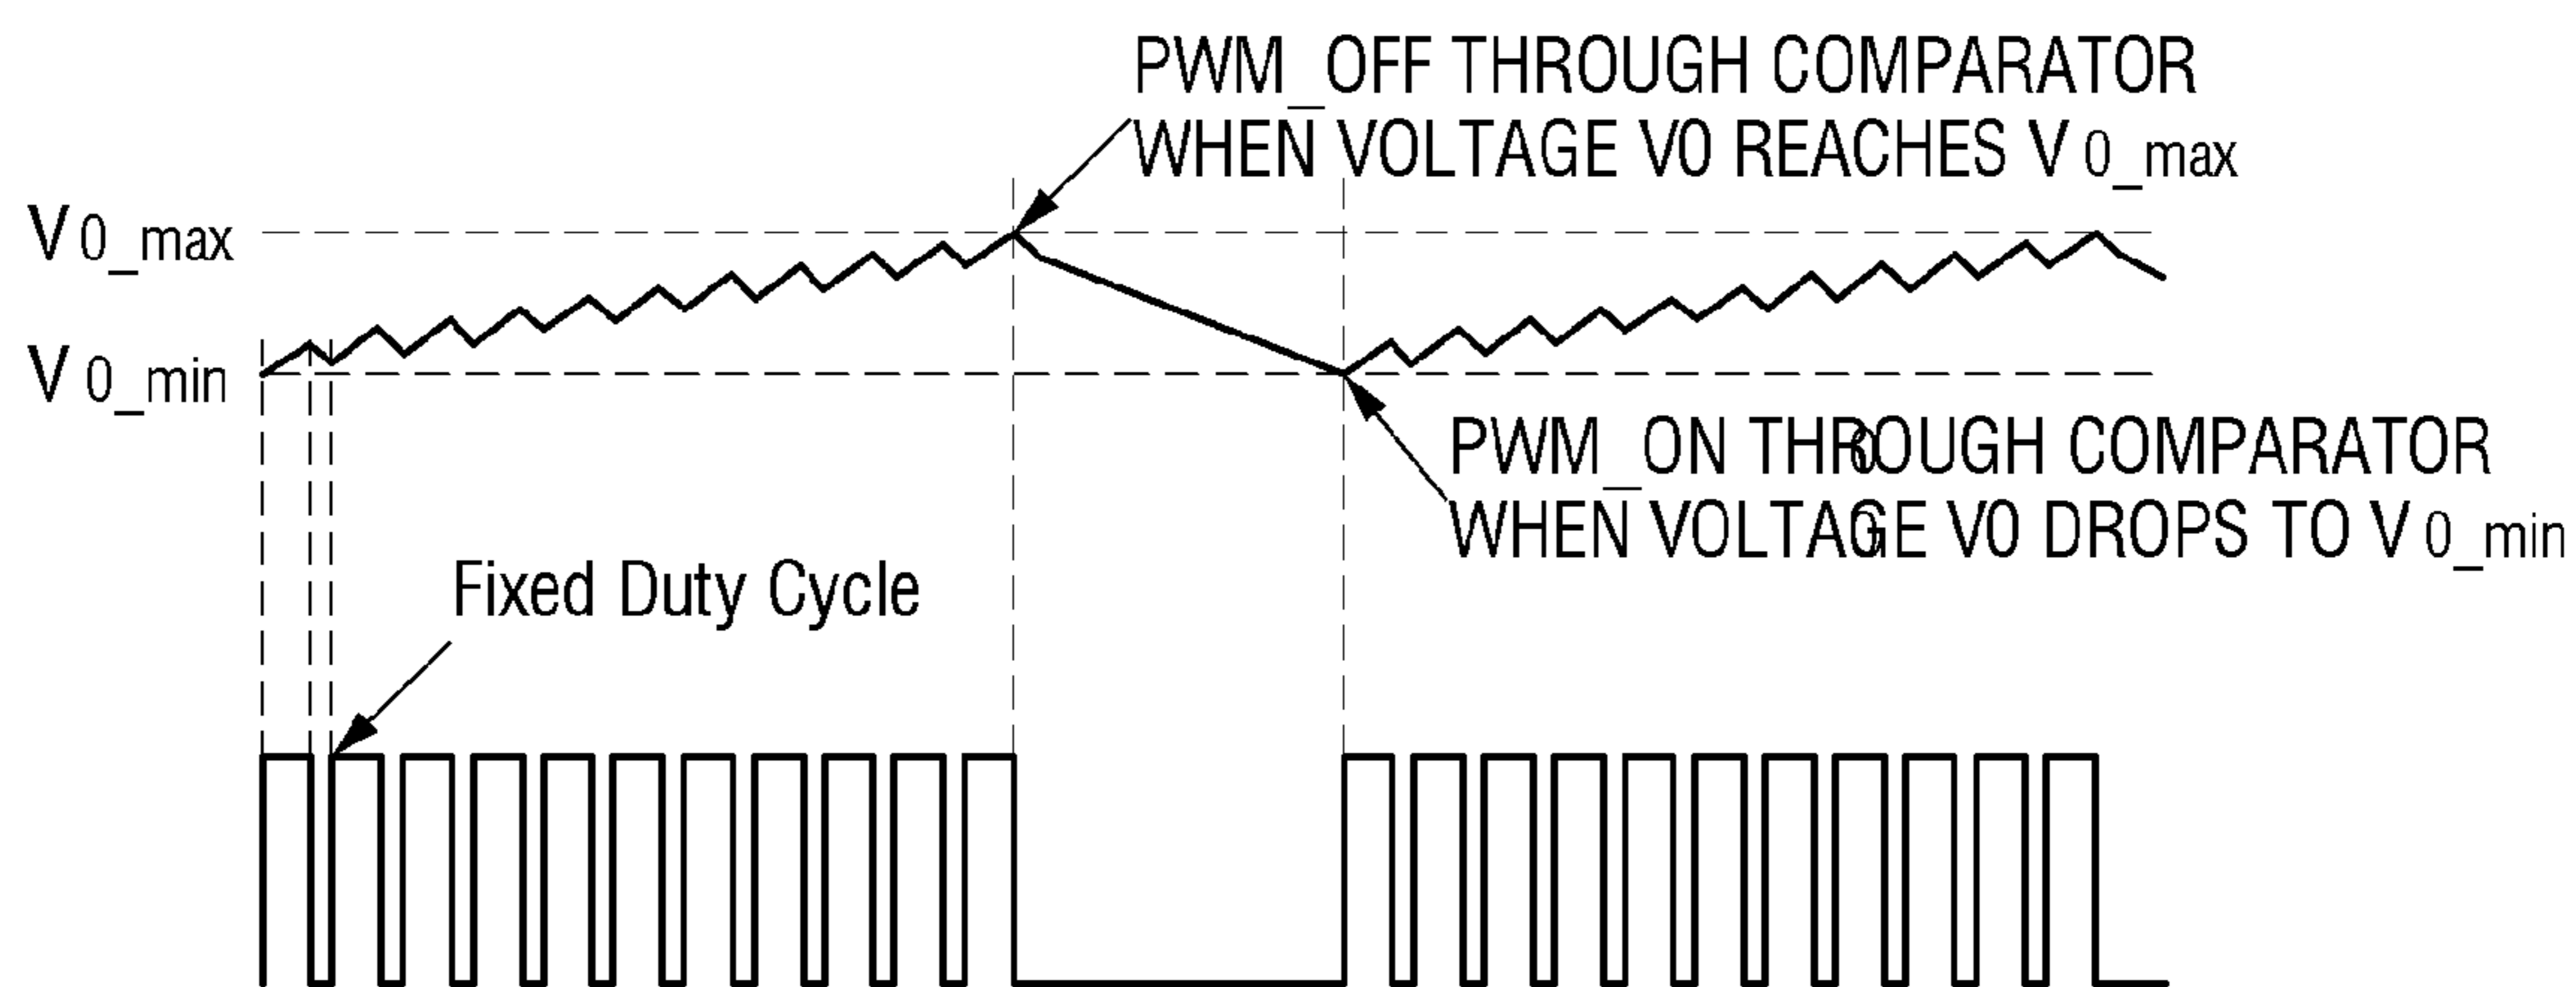 PWM_OFF THROUGH COMPARATOR
WHEN VOLTAGE V0 REACHES V0_max
V0_max
V0_min
PWM_ON THROUGH COMPARATOR
WHEN VOLTAGE V0 DROPS TO V0_min
Fixed Duty Cycle